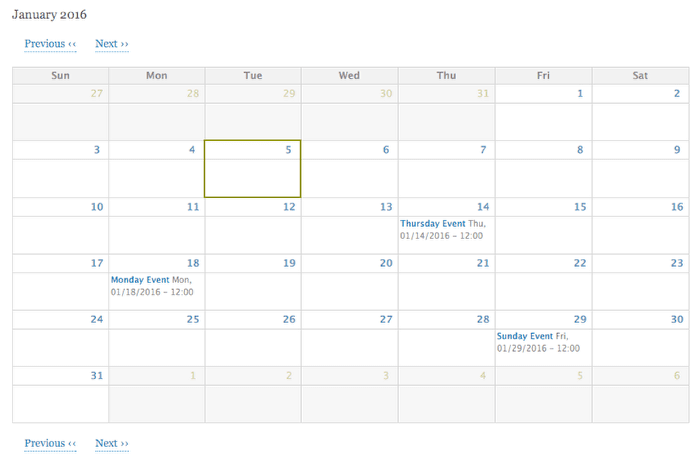 January 2016
Previous ‹‹ Next ››
Sun Mon Tue Wed Thu Fri Sat
27 28 29 30 31 1 2
3 4 5 6 7 8 9
10 11 12 13 14 15 16
Thursday Event Thu,
01/14/2016 - 12:00
17 18 19 20 21 22 23
Monday Event Mon,
01/18/2016 - 12:00
24 25 26 27 28 29 30
Sunday Event Fri,
01/29/2016 - 12:00
31 1 2 3 4 5 6
Previous ‹‹ Next ››